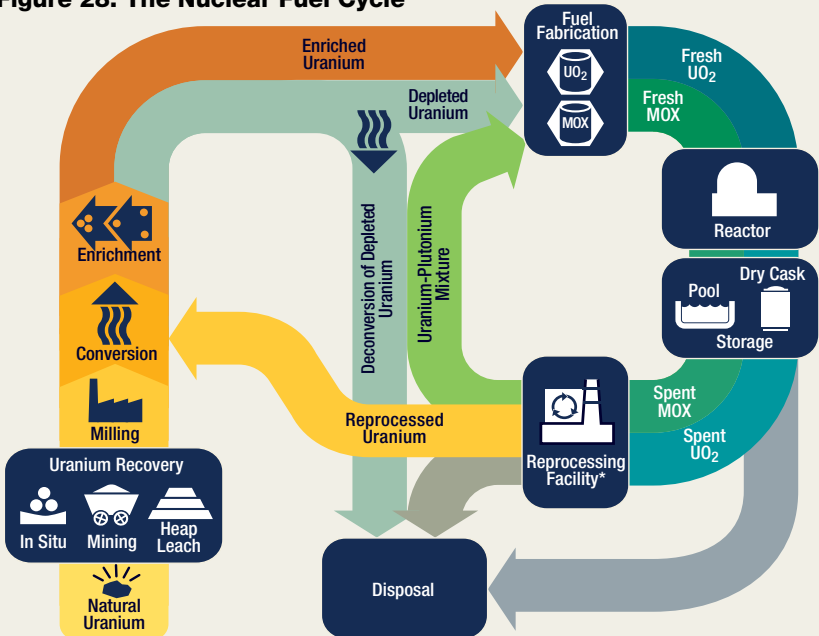 Figure 28. The Nuclear Fuel Cycle
Enriched
Uranium
Fuel
Fabrication
UO2
MOX
Fresh
UO2
Fresh
MOX
Depleted
Uranium
Reactor
Enrichment
Deconversion of Depleted
Uranium
Uranium-Plutonium
Mixture
Pool
Dry Cask
Storage
Conversion
Milling
Reprocessed
Uranium
Reprocessing
Facility*
Spent
MOX
Spent
UO2
Uranium Recovery
In Situ
Mining
Heap
Leach
Disposal
Natural
Uranium